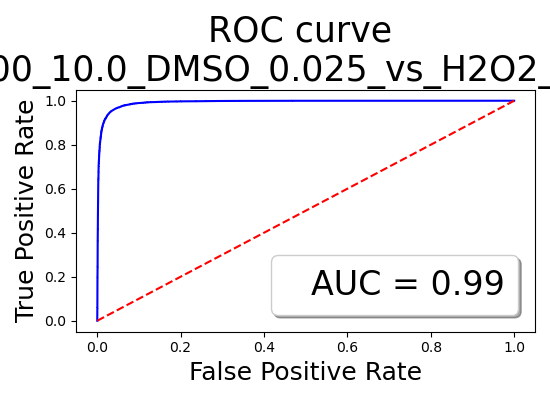 ROC curve
00_10.0_DMSO_0.025_vs_H2O2_
True Positive Rate
1.0
0.8
0.6
0.4
0.2
0.0
AUC = 0.99
0.0 0.2 0.4 0.6 0.8 1.0
False Positive Rate